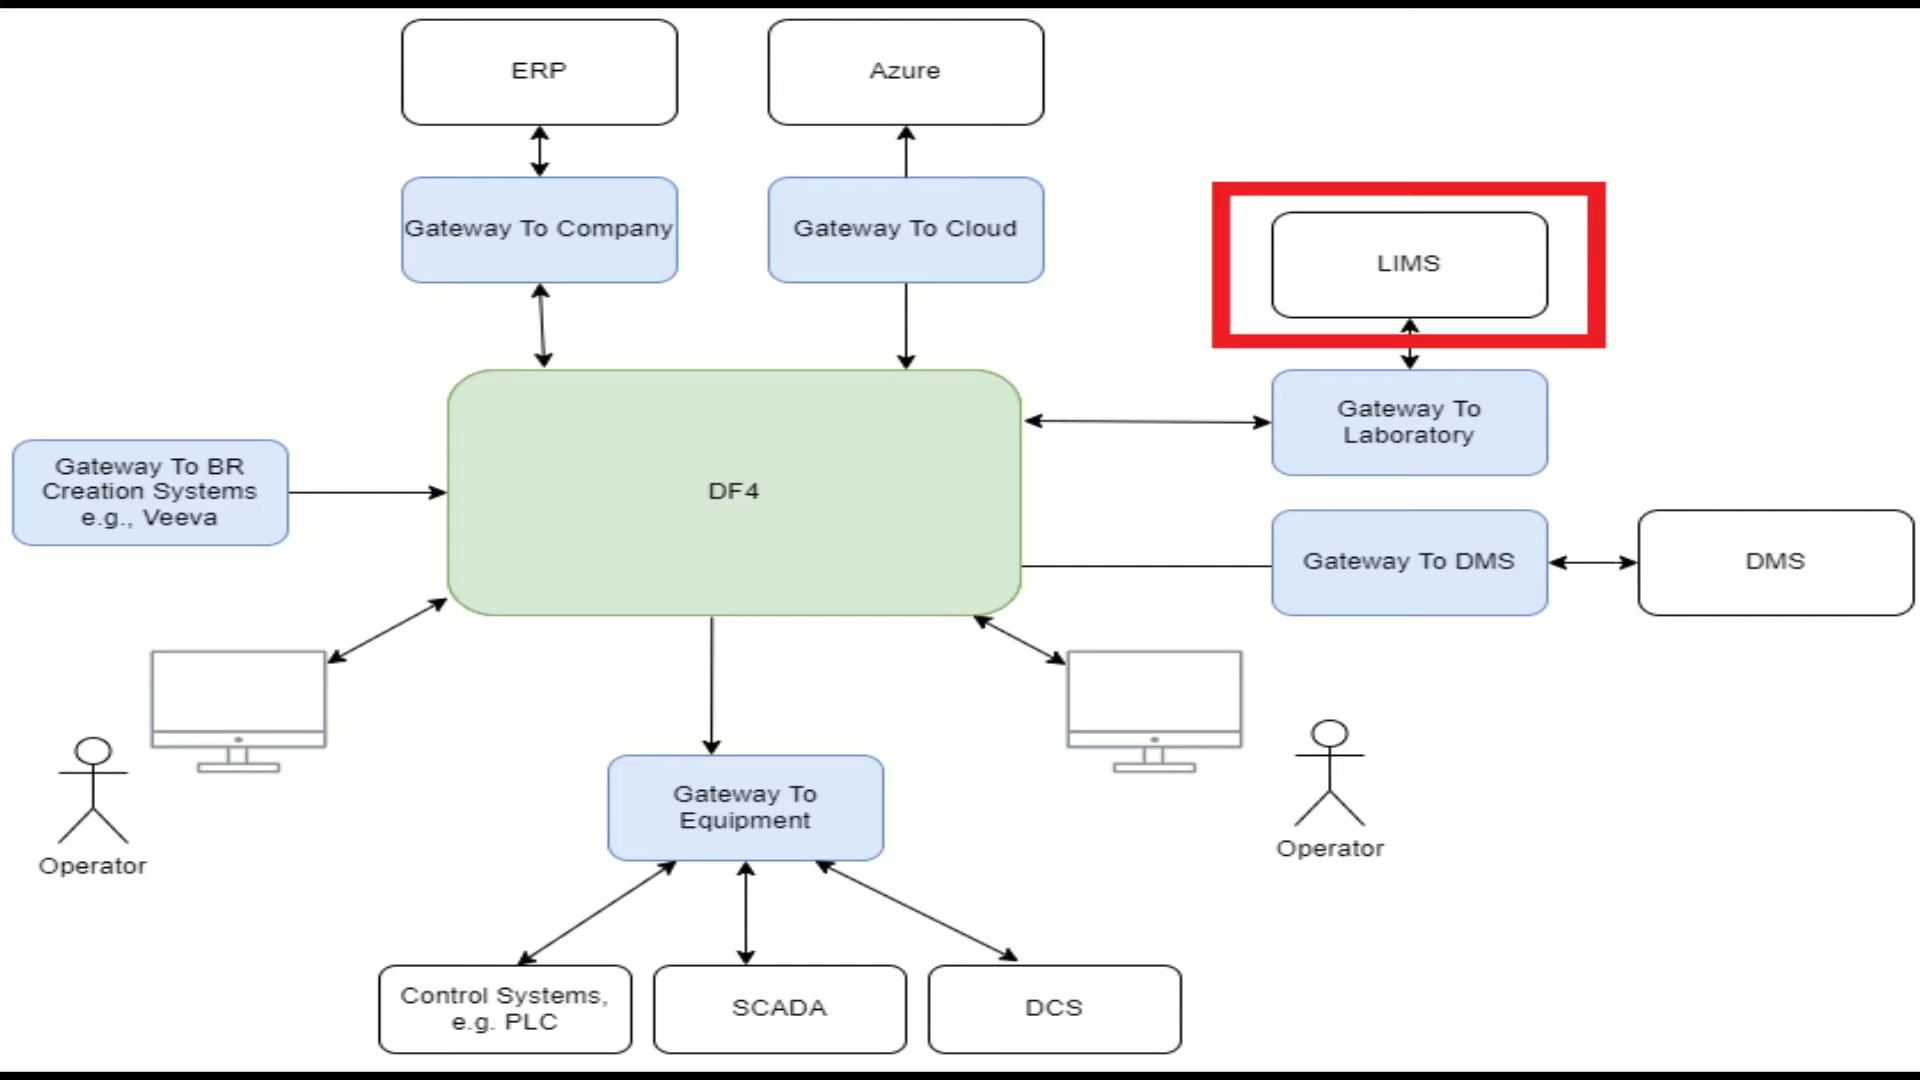 ERP
Azure
Gateway To Company
Gateway To Cloud
LIMS
Gateway To
Laboratory
Gateway To BR
Creation Systems
e.g., Veeva
DF4
Gateway To DMS
DMS
Operator
Operator
Gateway To
Equipment
Control Systems,
e.g. PLC
SCADA
DCS